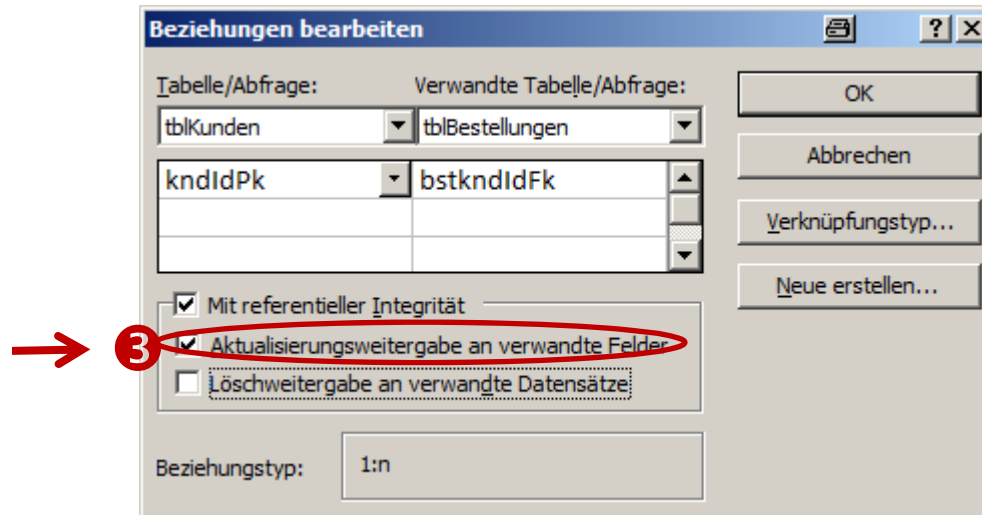 Beziehungen bearbeiten
Tabelle/Abfrage: Verwandte Tabelle/Abfrage:
OK
tblKunden tblBestellungen
Abbrechen
kndIdPk bstkndIdFk
Verknüpfungstyp...
Neue erstellen...
Mit referentieller Integrität
3 Aktualisierungsweitergabe an verwandte Felder
Löschweitergabe an verwandte Datensätze
Beziehungstyp: 1:n